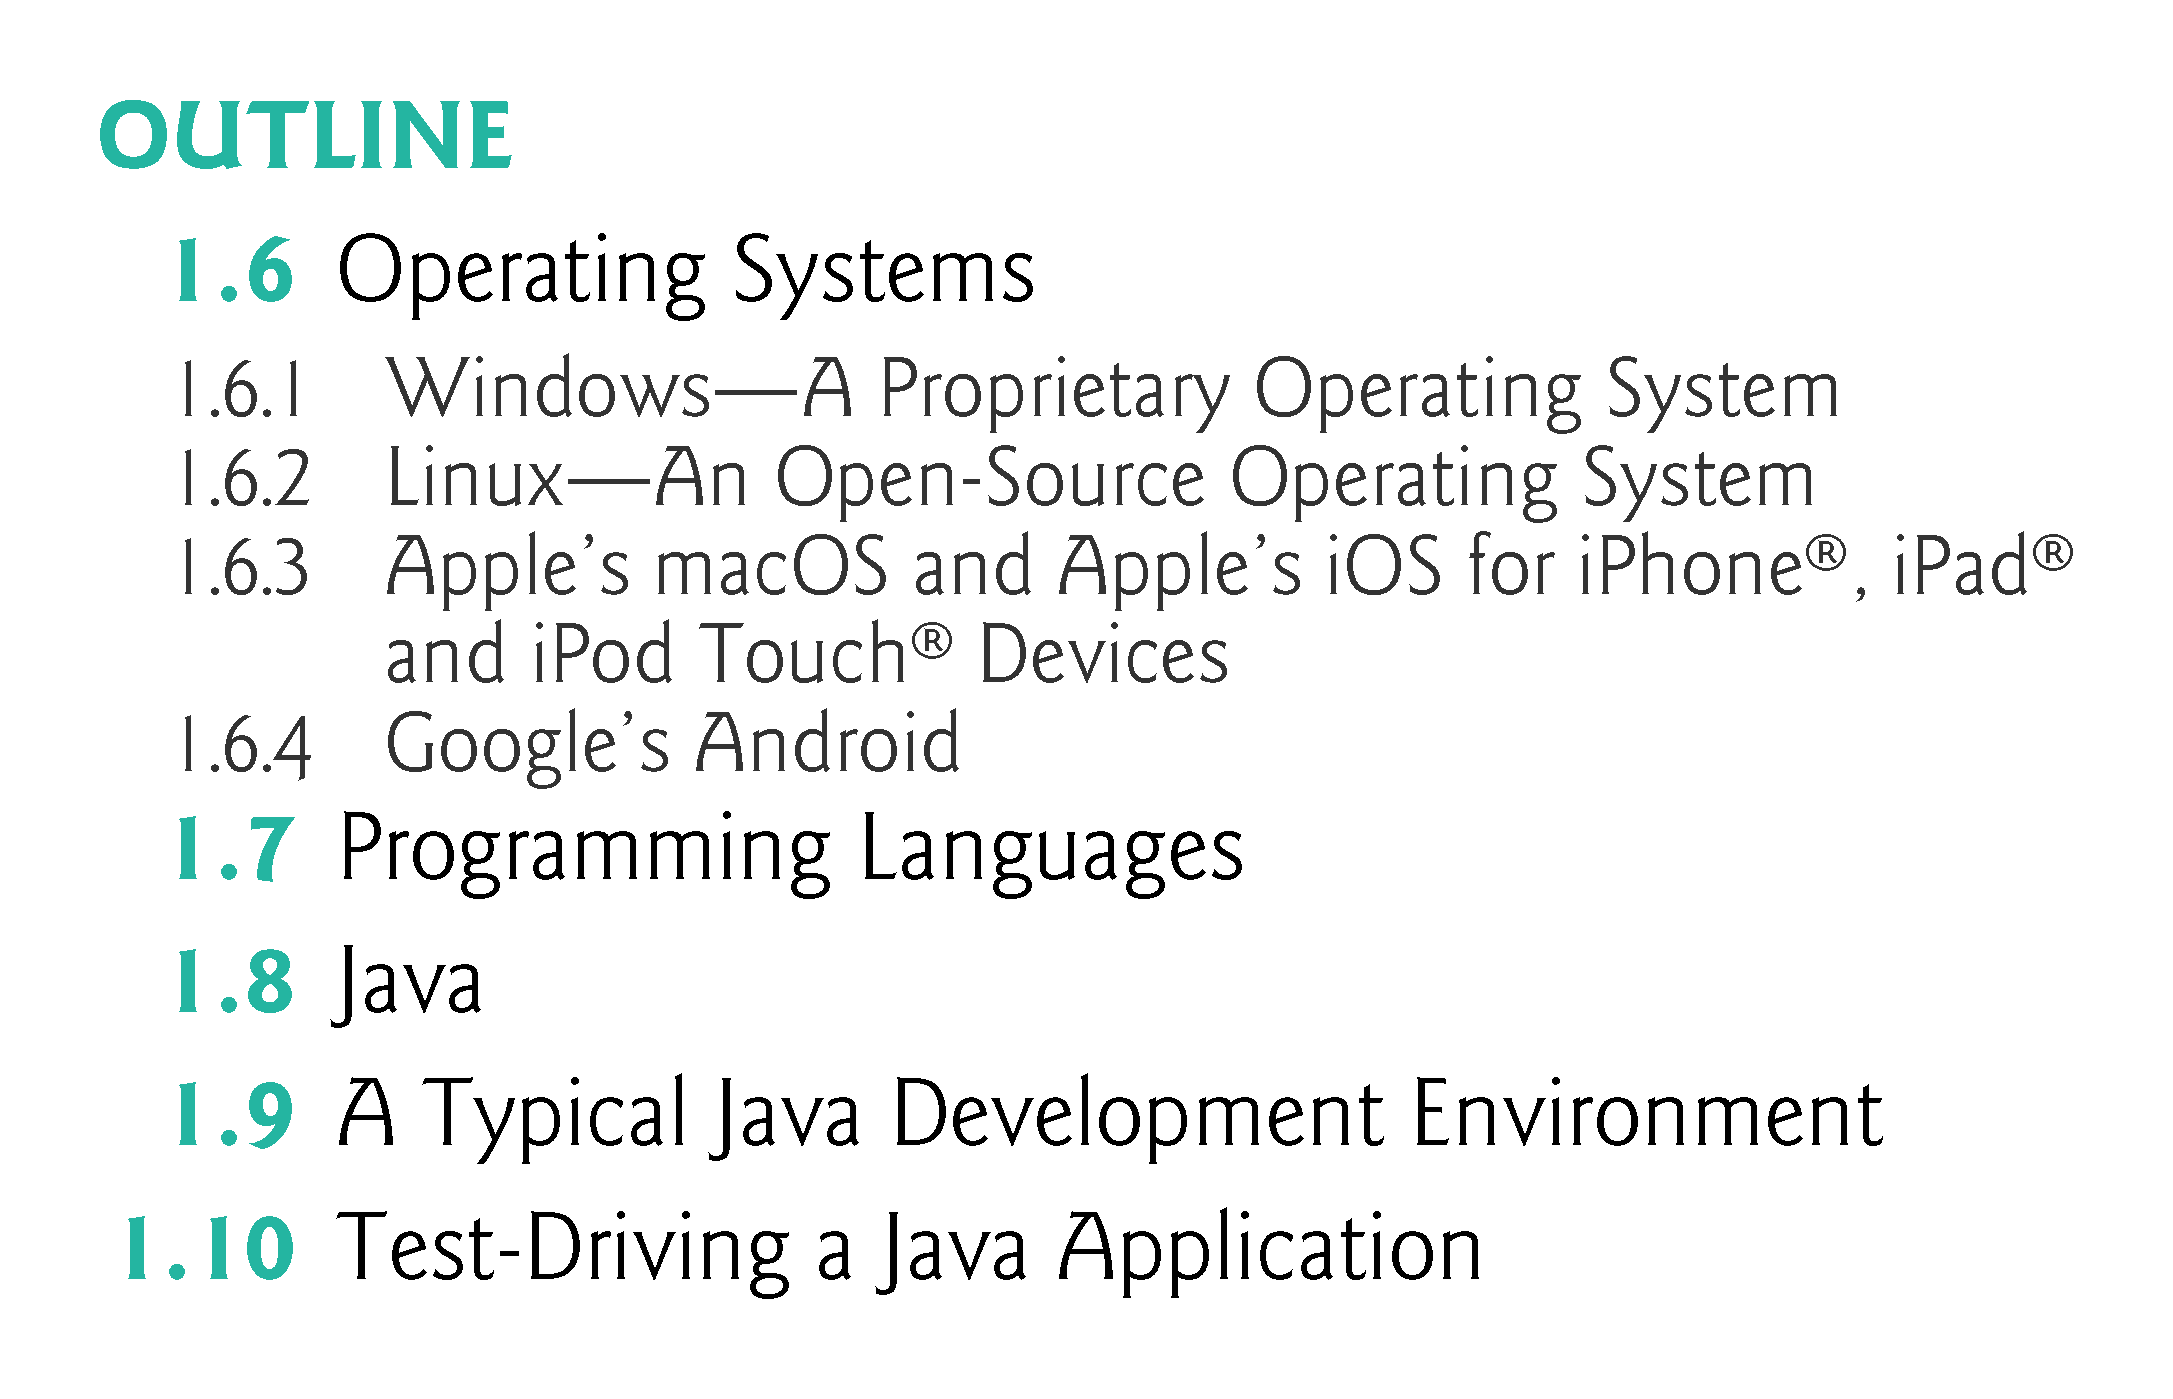 OUTLINE
1.6 Operating Systems
1.6.1 Windows—A Proprietary Operating System
1.6.2 Linux—An Open-Source Operating System
1.6.3 Apple’s macOS and Apple’s iOS for iPhone®, iPad®
and iPod Touch® Devices
1.6.4 Google’s Android
1.7 Programming Languages
1.8 Java
1.9 A Typical Java Development Environment
1.10 Test-Driving a Java Application